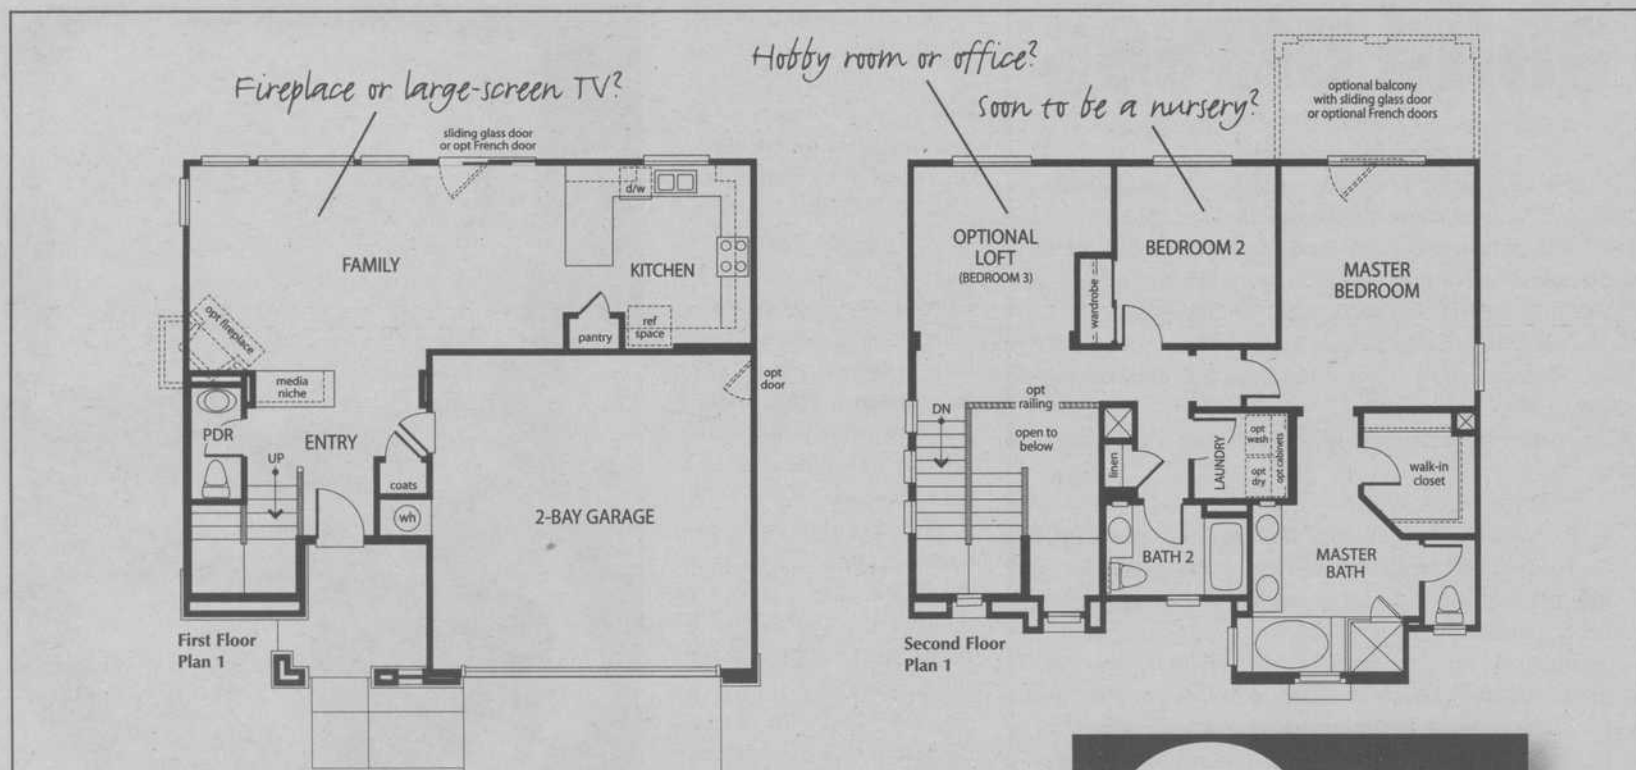 Fireplace or large-screen TV?
sliding glass door
or opt French door
d/w
FAMILY
KITCHEN
opt fireplace
pantry
ref
space
media
niche
opt
door
PDR
ENTRY
UP
coats
wh
2-BAY GARAGE
First Floor
Plan 1
Hobby room or office?
Soon to be a nursery?
optional balcony
with sliding glass door
or optional French doors
OPTIONAL
LOFT
(BEDROOM 3)
BEDROOM 2
MASTER
BEDROOM
wardrobe
opt
railing
DN
open to
below
linen
LAUNDRY
opt
wash
opt
dry
opt cabinets
walk-in
closet
BATH 2
MASTER
BATH
Second Floor
Plan 1